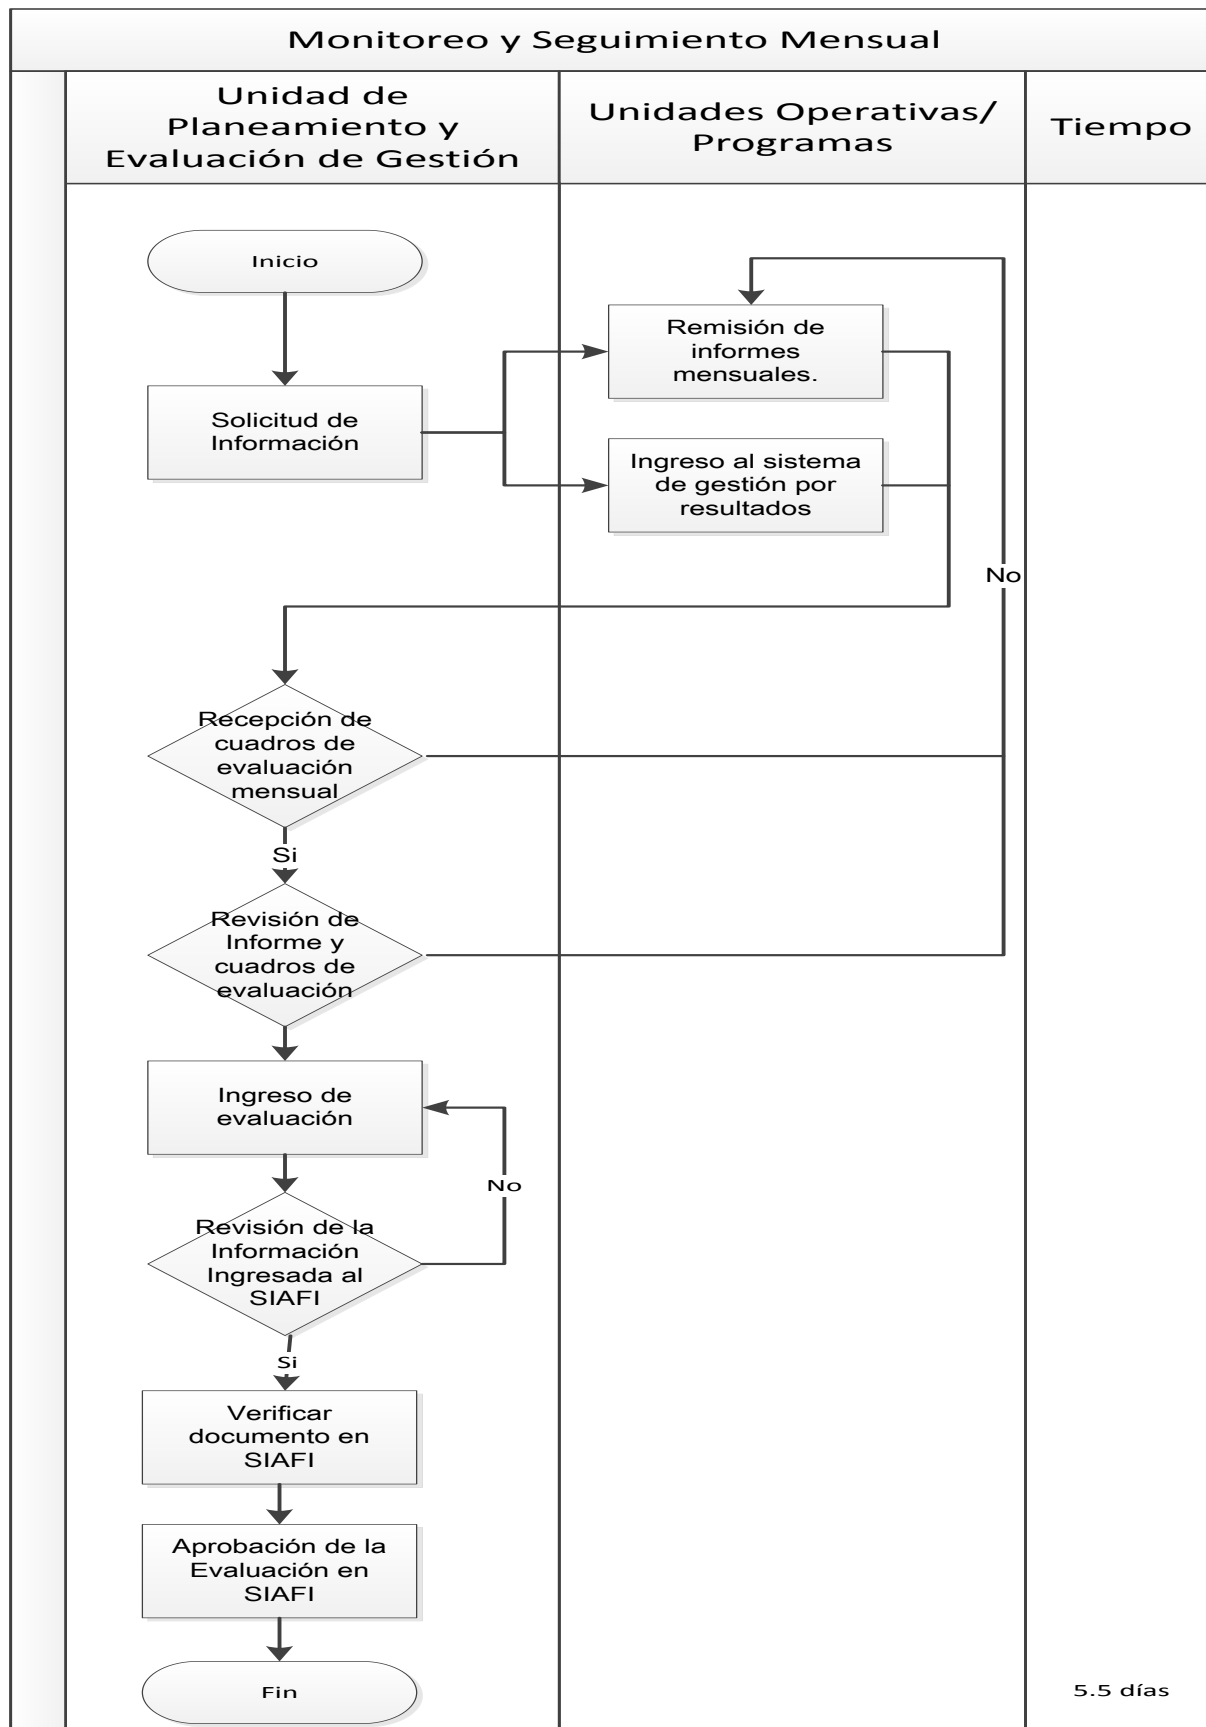 Monitoreo y Seguimiento Mensual
Unidad de
Planeamiento y
Evaluación de Gestión
Unidades Operativas/
Programas
Tiempo
Inicio
Remisión de
informes
mensuales.
Solicitud de
Información
Ingreso al sistema
de gestión por
resultados
No
Recepción de
cuadros de
evaluación
mensual
Si
Revisión de
Informe y
cuadros de
evaluación
Ingreso de
evaluación
No
Revisión de la
Información
Ingresada al
SIAFI
Si
Verificar
documento en
SIAFI
Aprobación de la
Evaluación en
SIAFI
Fin
5.5 días